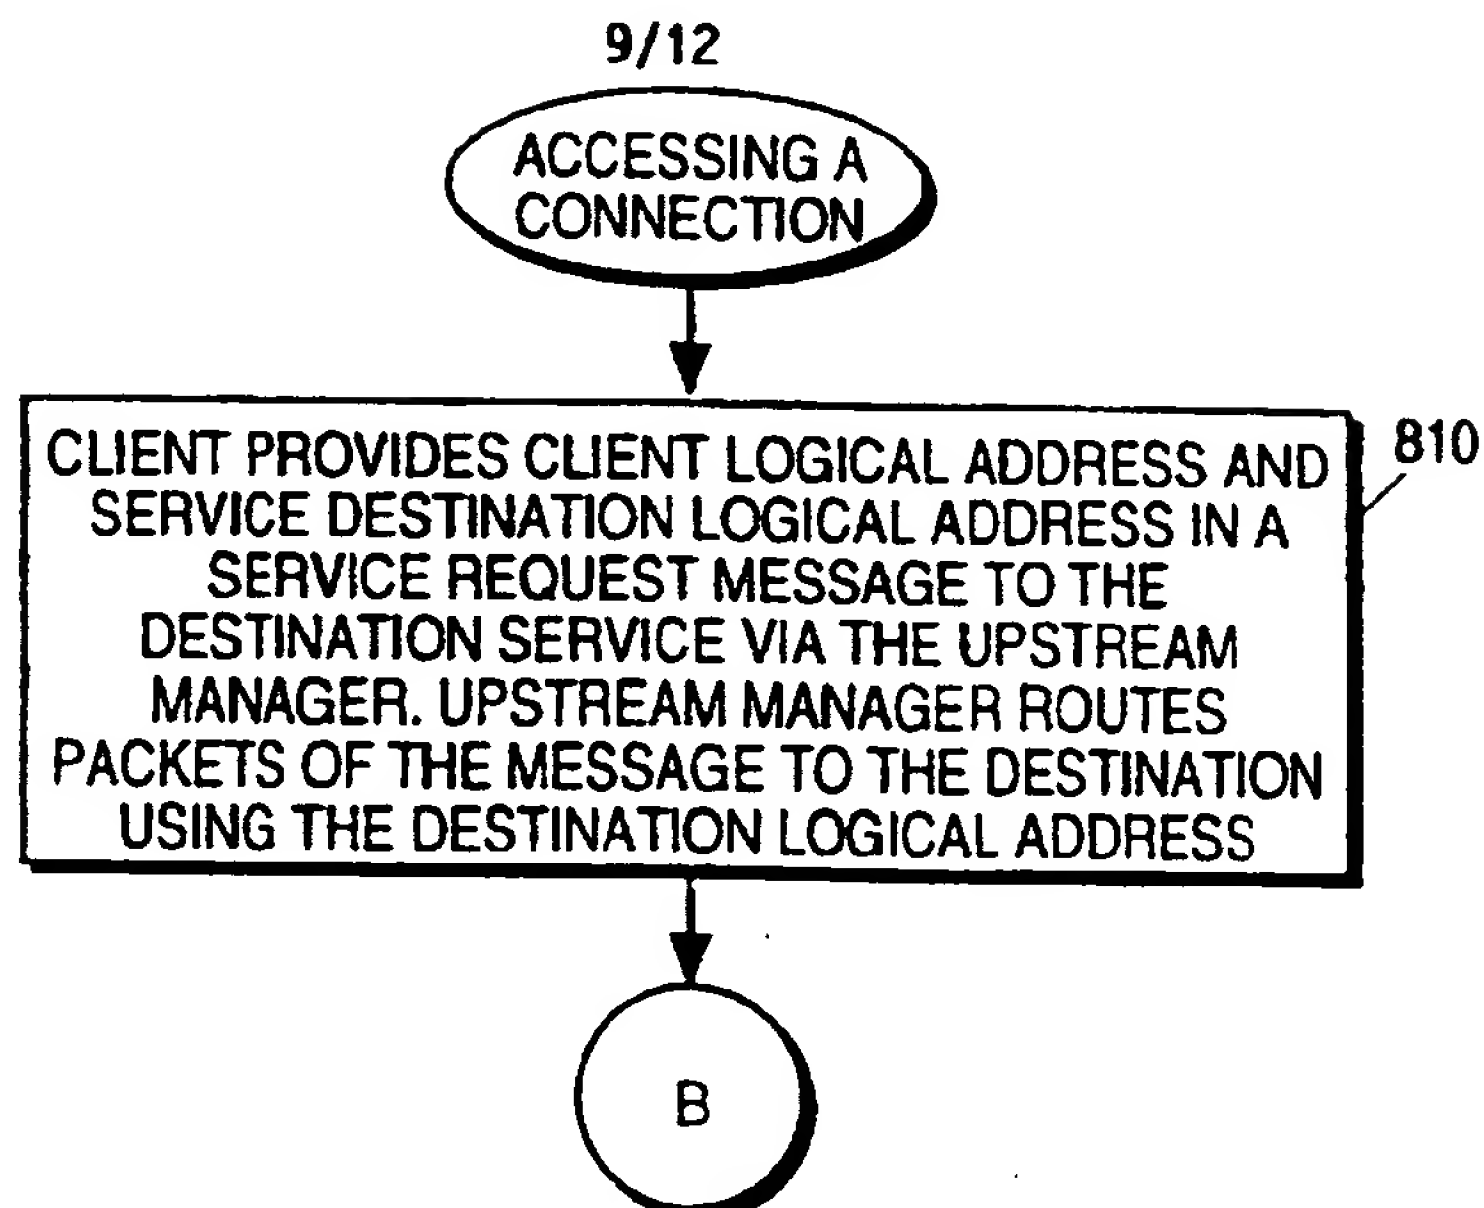 9/12
ACCESSING A
CONNECTION
CLIENT PROVIDES CLIENT LOGICAL ADDRESS AND
SERVICE DESTINATION LOGICAL ADDRESS IN A
SERVICE REQUEST MESSAGE TO THE
DESTINATION SERVICE VIA THE UPSTREAM
MANAGER. UPSTREAM MANAGER ROUTES
PACKETS OF THE MESSAGE TO THE DESTINATION
USING THE DESTINATION LOGICAL ADDRESS
810
B